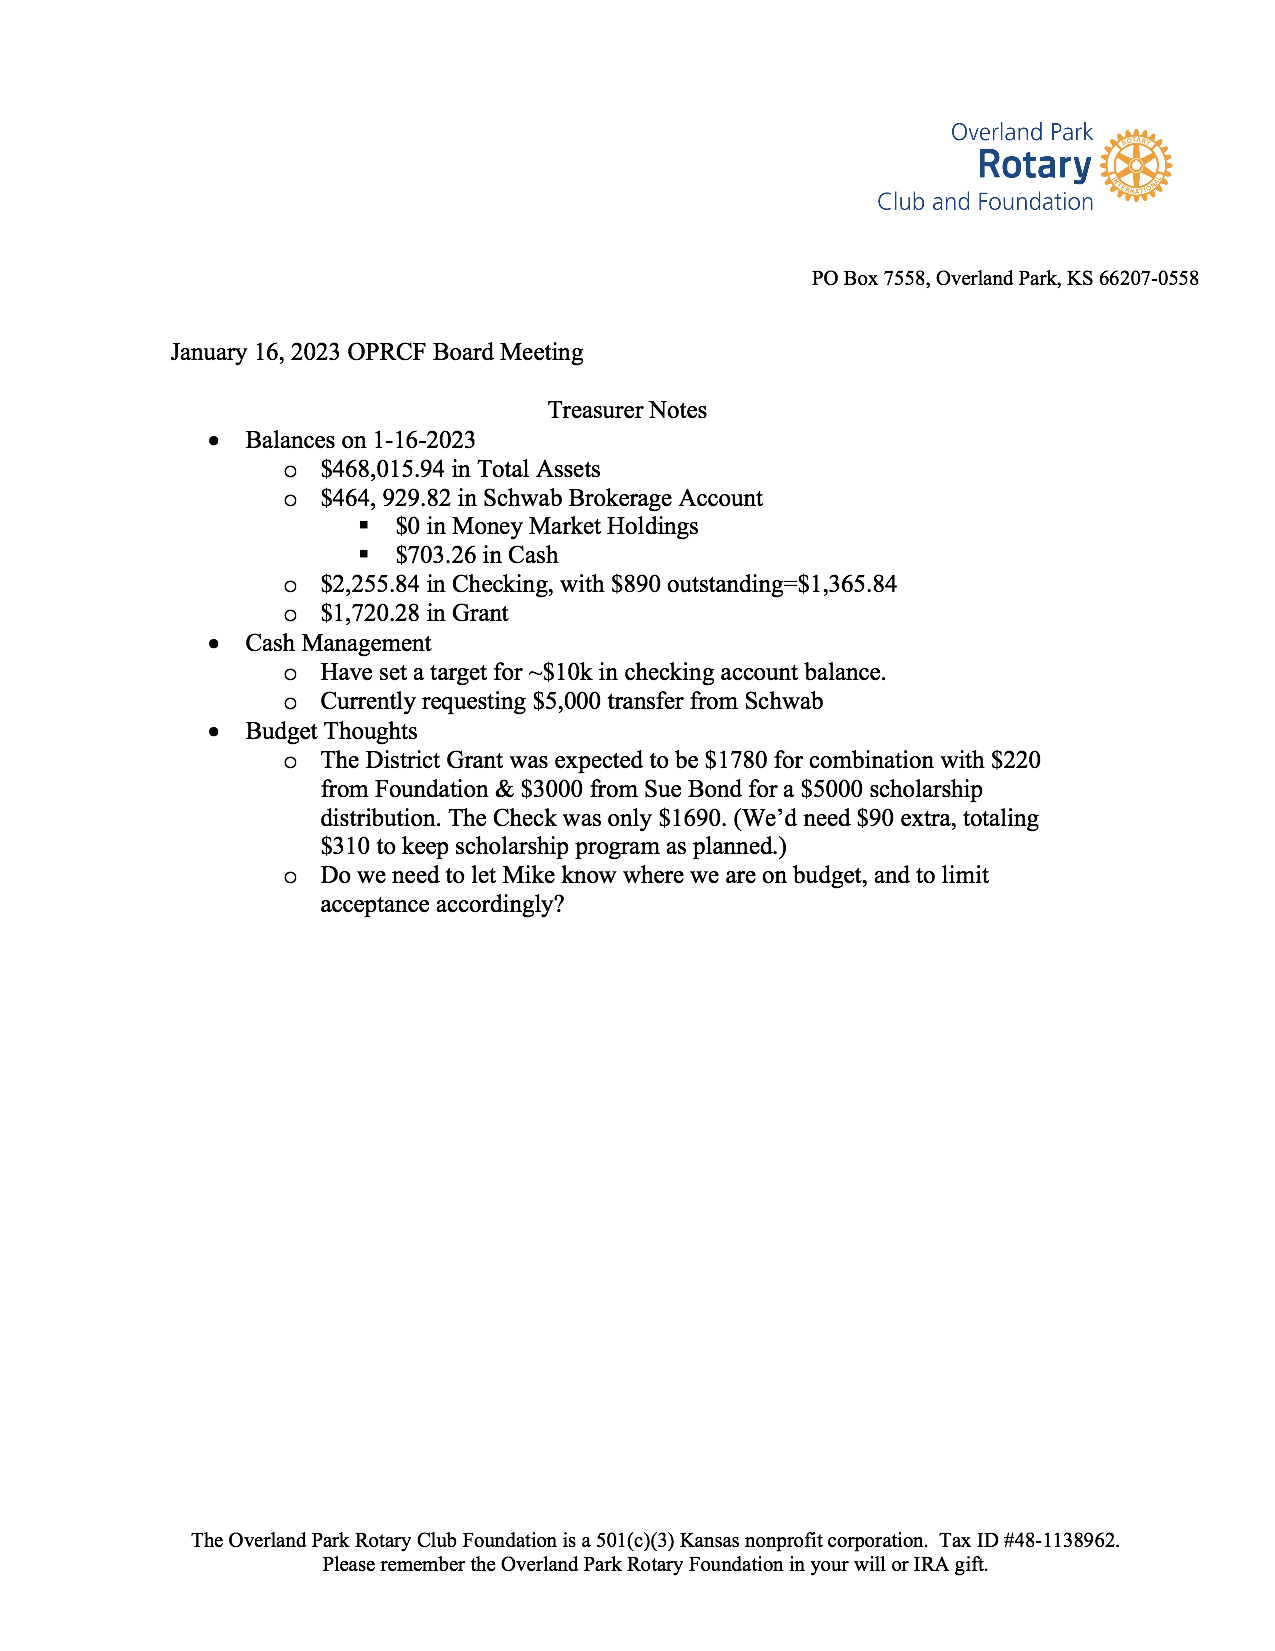 Overland Park
Rotary
Club and Foundation
ROTARY
INTERNATIONAL
PO Box 7558, Overland Park, KS 66207-0558
January 16, 2023 OPRCF Board Meeting
Treasurer Notes
• Balances on 1-16-2023
o $468,015.94 in Total Assets
o $464, 929.82 in Schwab Brokerage Account
▪ $0 in Money Market Holdings
▪ $703.26 in Cash
o $2,255.84 in Checking, with $890 outstanding=$1,365.84
o $1,720.28 in Grant
• Cash Management
o Have set a target for ~$10k in checking account balance.
o Currently requesting $5,000 transfer from Schwab
• Budget Thoughts
o The District Grant was expected to be $1780 for combination with $220
from Foundation & $3000 from Sue Bond for a $5000 scholarship
distribution. The Check was only $1690. (We’d need $90 extra, totaling
$310 to keep scholarship program as planned.)
o Do we need to let Mike know where we are on budget, and to limit
acceptance accordingly?
The Overland Park Rotary Club Foundation is a 501(c)(3) Kansas nonprofit corporation.  Tax ID #48-1138962.
Please remember the Overland Park Rotary Foundation in your will or IRA gift.